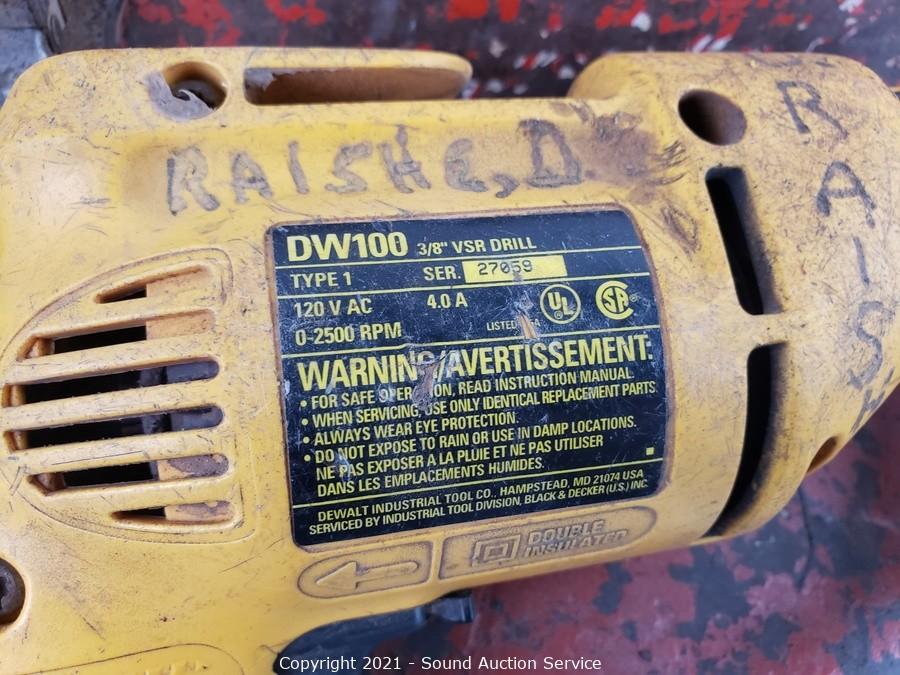 RAISHE, D
RAISH
DW100 3/8" VSR DRILL
TYPE 1 SER. 27059
120 V AC 4.0 A
0-2500 RPM LISTED
UL
SA
WARNING/AVERTISSEMENT:
• FOR SAFE OPERATION, READ INSTRUCTION MANUAL.
• WHEN SERVICING, USE ONLY IDENTICAL REPLACEMENT PARTS.
• ALWAYS WEAR EYE PROTECTION.
• DO NOT EXPOSE TO RAIN OR USE IN DAMP LOCATIONS.
NE PAS EXPOSER A LA PLUIE ET NE PAS UTILISER
DANS LES EMPLACEMENTS HUMIDES.
DEWALT INDUSTRIAL TOOL CO., HAMPSTEAD, MD 21074 USA
SERVICED BY INDUSTRIAL TOOL DIVISION, BLACK & DECKER (U.S.) INC.
DOUBLE
INSULATED
Copyright 2021 - Sound Auction Service